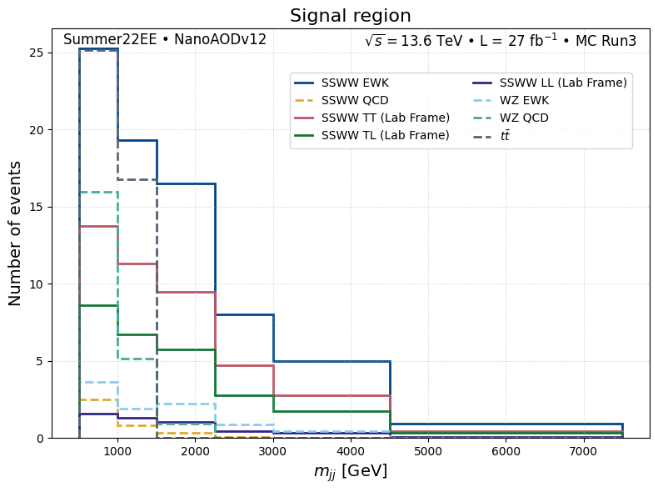 Signal region
Summer22EE • NanoAODv12
√s = 13.6 TeV • L = 27 fb⁻¹ • MC Run3
SSWW EWK
SSWW QCD
SSWW TT (Lab Frame)
SSWW TL (Lab Frame)
SSWW LL (Lab Frame)
WZ EWK
WZ QCD
tt̄
Number of events
25
20
15
10
5
0
1000 2000 3000 4000 5000 6000 7000
m_jj [GeV]